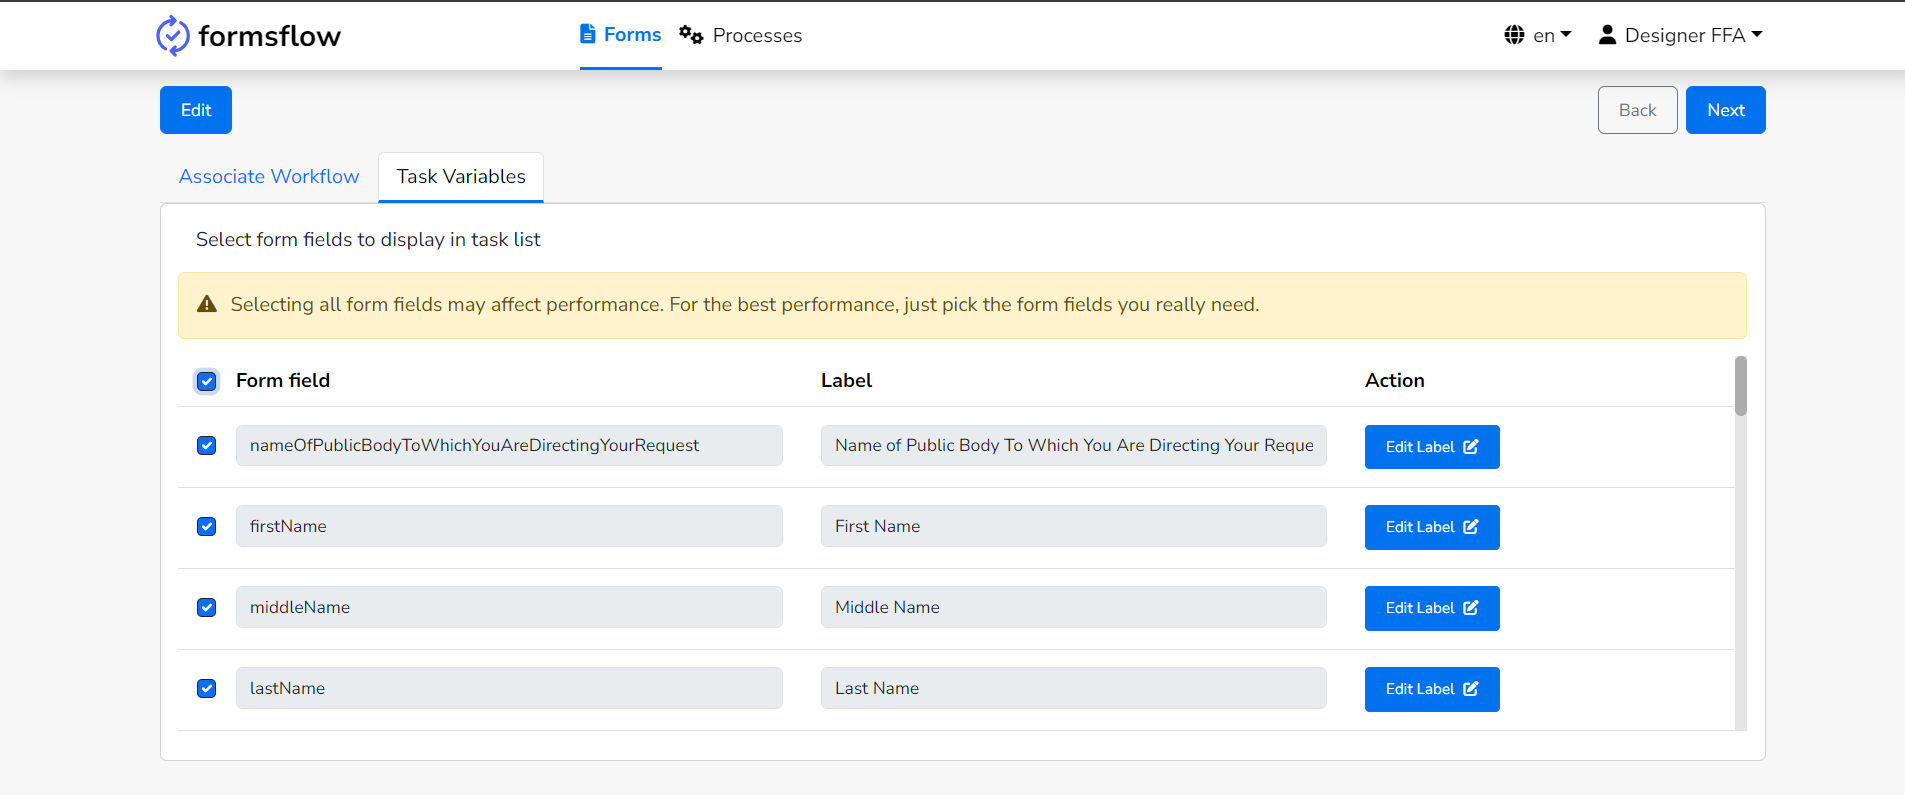 formsflow
Forms
Processes
en
Designer FFA
Edit
Back
Next
Associate Workflow
Task Variables
Select form fields to display in task list
Selecting all form fields may affect performance. For the best performance, just pick the form fields you really need.
Form field Label Action
nameOfPublicBodyToWhichYouAreDirectingYourRequest Name of Public Body To Which You Are Directing Your Reque Edit Label
firstName First Name Edit Label
middleName Middle Name Edit Label
lastName Last Name Edit Label